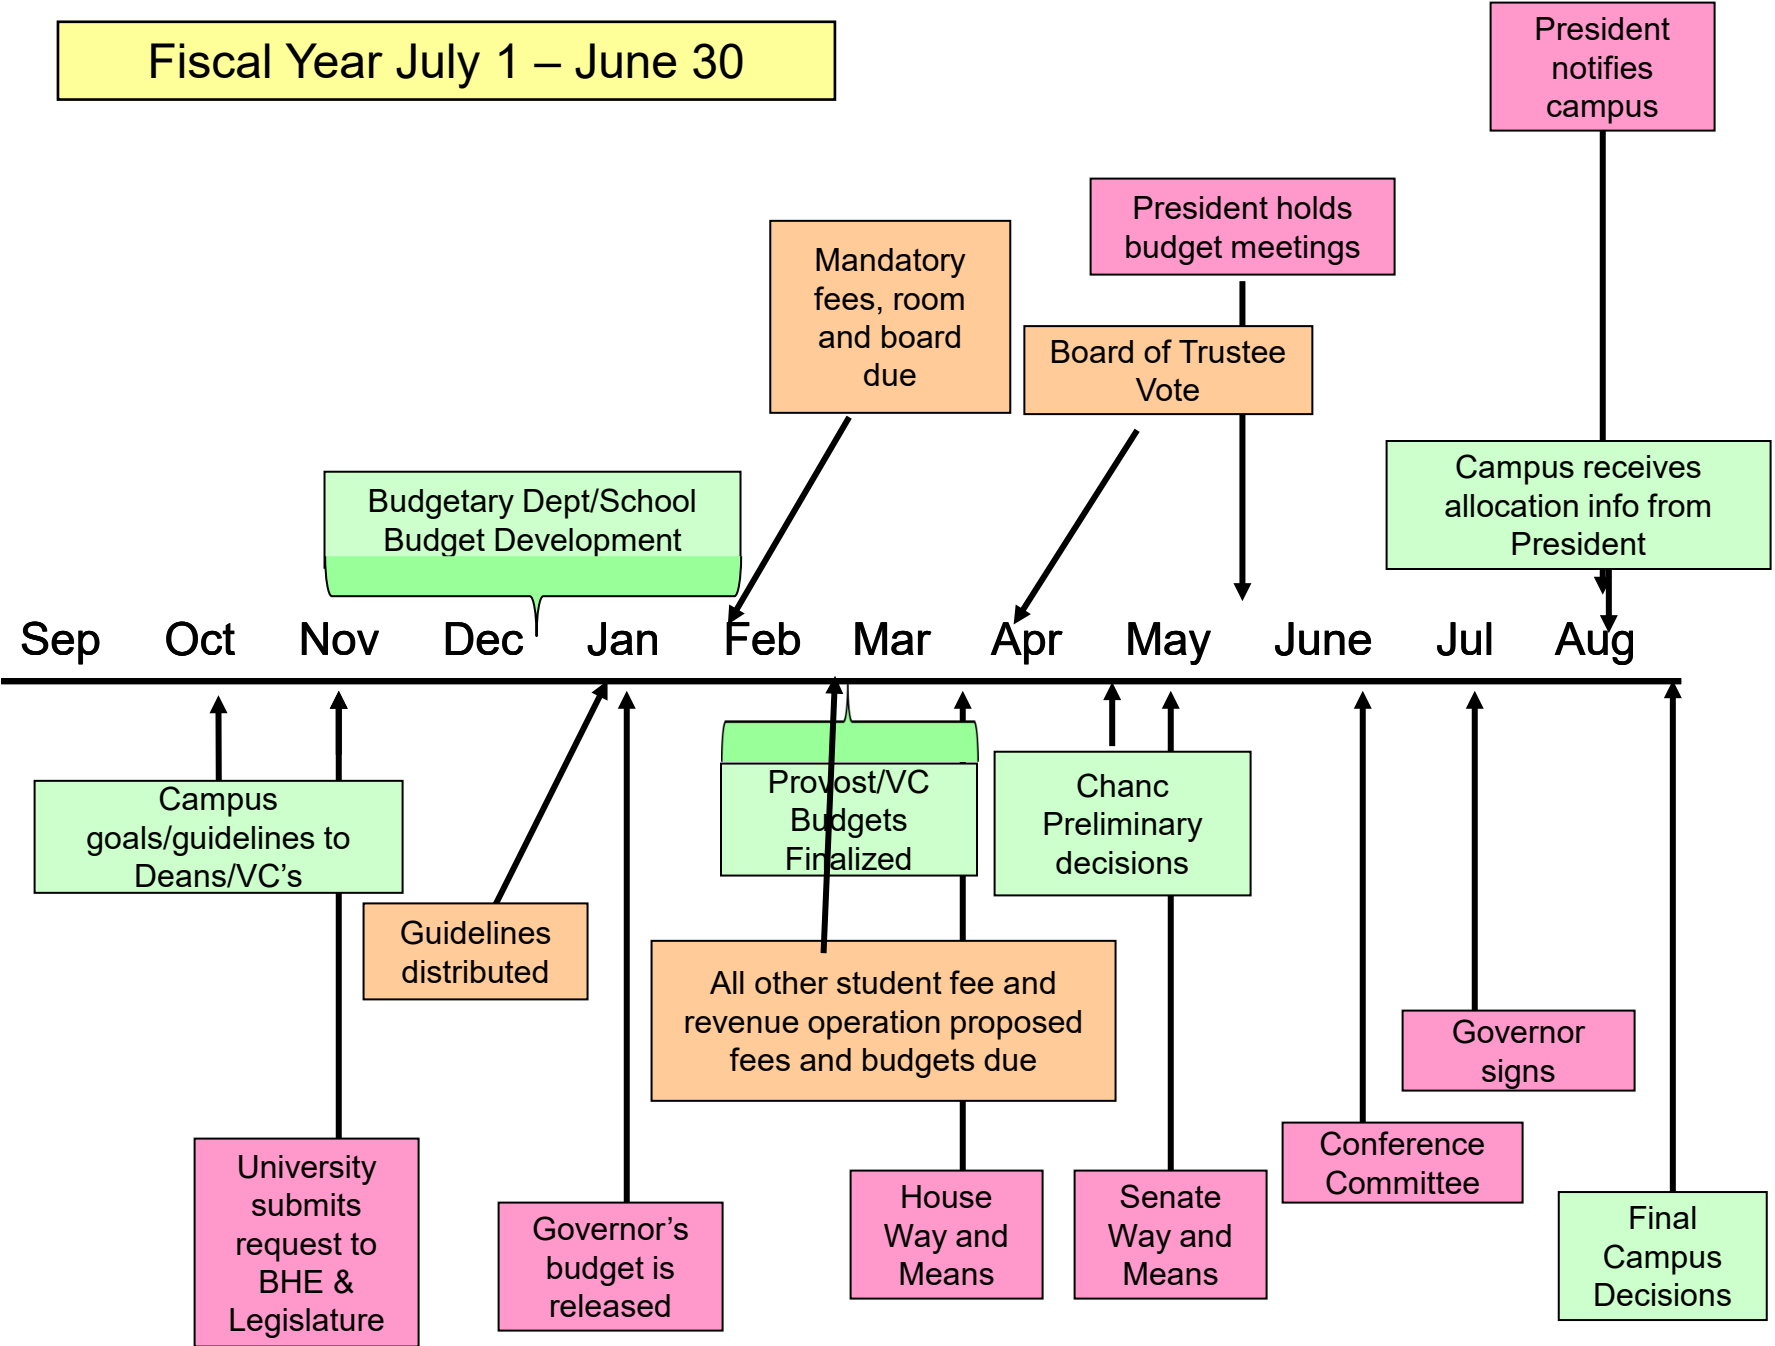 Fiscal Year July 1 – June 30
President
notifies
campus
President holds
budget meetings
Mandatory
fees, room
and board
due
Board of Trustee
Vote
Campus receives
allocation info from
President
Budgetary Dept/School
Budget Development
Sep Oct Nov Dec Jan Feb Mar Apr May June Jul Aug
Campus
goals/guidelines to
Deans/VC’s
Provost/VC
Budgets
Finalized
Chanc
Preliminary
decisions
Guidelines
distributed
All other student fee and
revenue operation proposed
fees and budgets due
Governor
signs
University
submits
request to
BHE &
Legislature
Governor’s
budget is
released
House
Way and
Means
Senate
Way and
Means
Conference
Committee
Final
Campus
Decisions